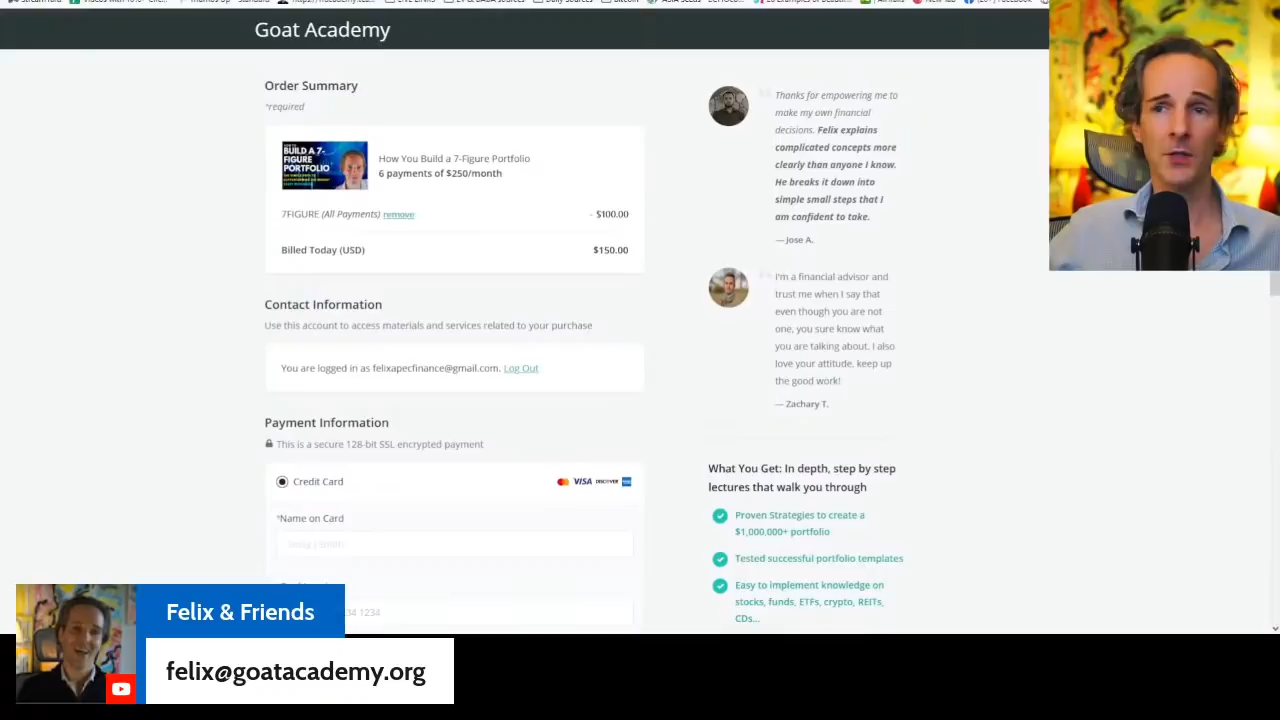 Goat Academy
Order Summary
*required
BUILD A 7-
FIGURE
PORTFOLIO
How You Build a 7-Figure Portfolio
6 payments of $250/month
7FIGURE (All Payments) remove
- $100.00
Billed Today (USD)
$150.00
Contact Information
Use this account to access materials and services related to your purchase
You are logged in as felixapecfinance@gmail.com. Log Out
Payment Information
This is a secure 128-bit SSL encrypted payment
Credit Card
VISA DISCOVER
*Name on Card
34 1234
Thanks for empowering me to
make my own financial
decisions. Felix explains
complicated concepts more
clearly than anyone I know.
He breaks it down into
simple small steps that I
am confident to take.
— Jose A.
I'm a financial advisor and
trust me when I say that
even though you are not
one, you sure know what
you are talking about. I also
love your attitude, keep up
the good work!
— Zachary T.
What You Get: In depth, step by step
lectures that walk you through
Proven Strategies to create a
$1,000,000+ portfolio
Tested successful portfolio templates
Easy to implement knowledge on
stocks, funds, ETFs, crypto, REITs,
CDs...
Felix & Friends
felix@goatacademy.org